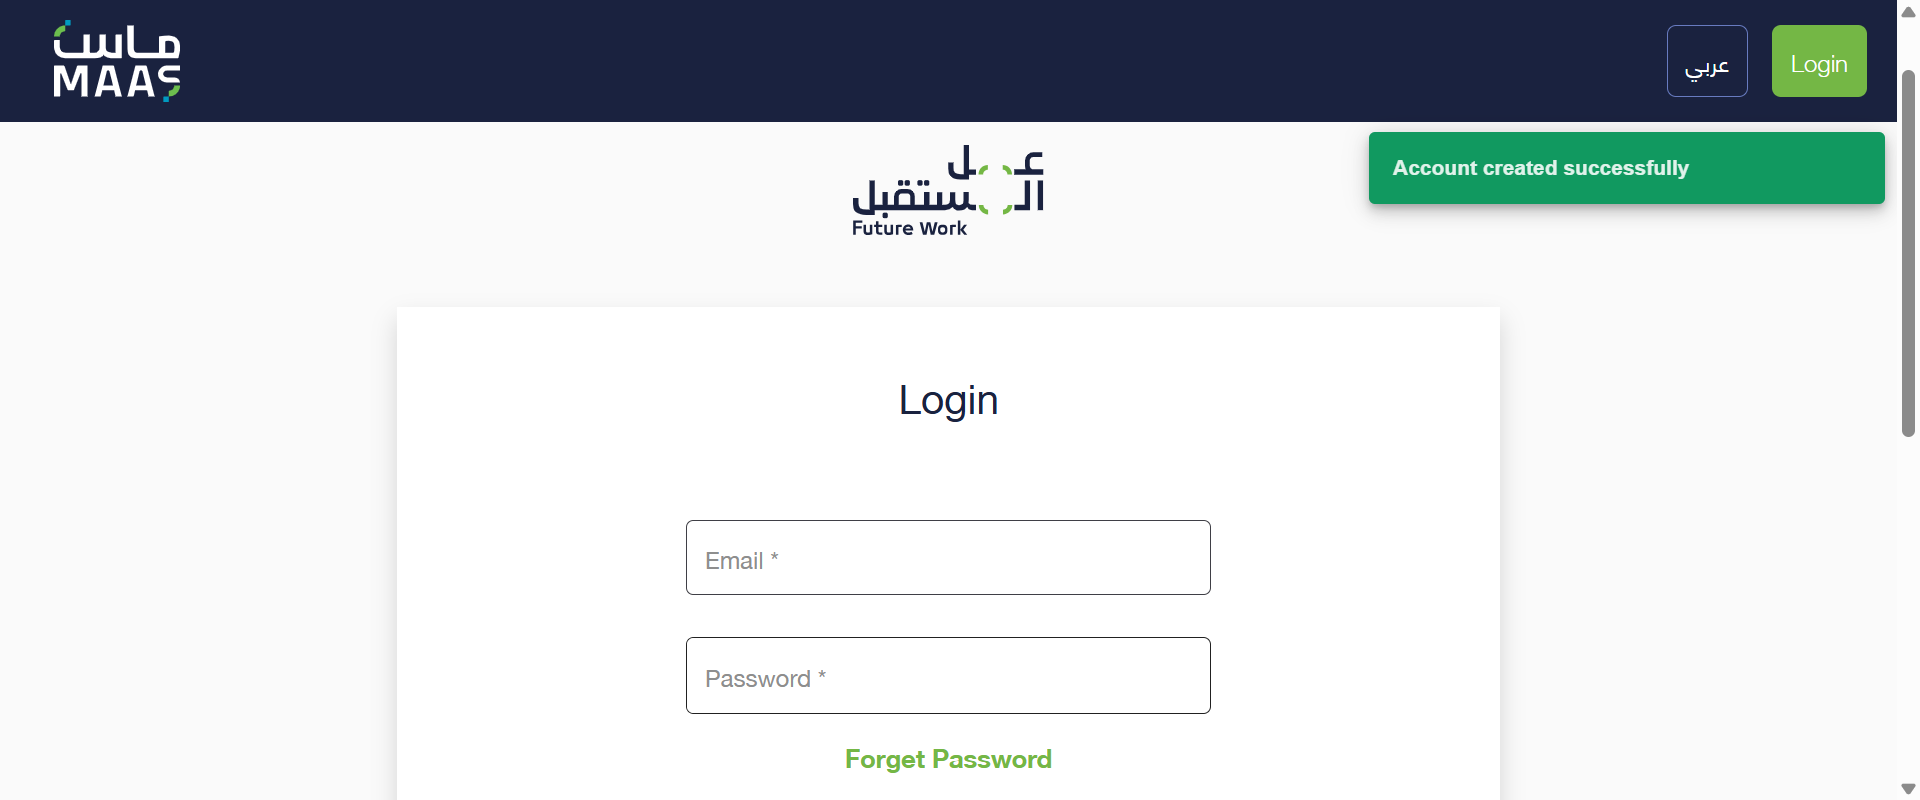 ماس
MAAS
عربي
Login
Account created successfully
عمل
المستقبل
Future Work
Login
Email *
Password *
Forget Password